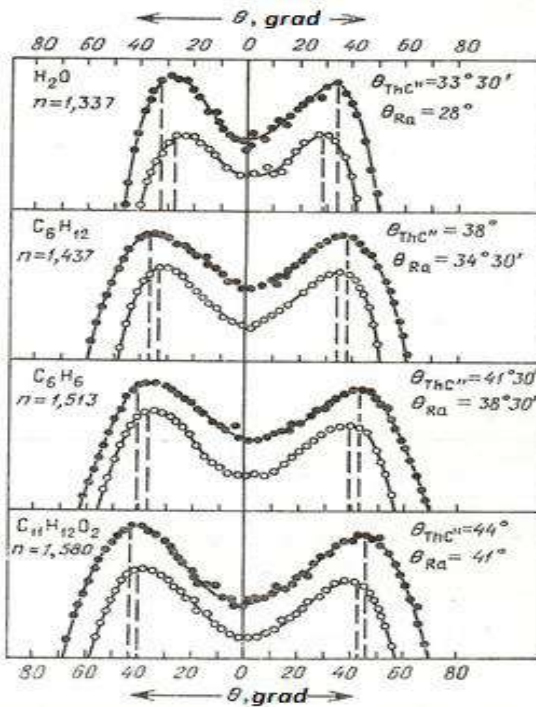 θ, grad
80 60 40 20 0 20 40 60 80
H₂O
n=1,337
θThC"=33°30'
θRa=28°
C₆H₁₂
n=1,437
θThC"=38°
θRa=34°30'
C₆H₆
n=1,513
θThC"=41°30'
θRa=38°30'
C₁₁H₁₂O₂
n=1,580
θThC"=44°
θRa=41°
80 60 40 20 0 20 40 60 80
θ, grad